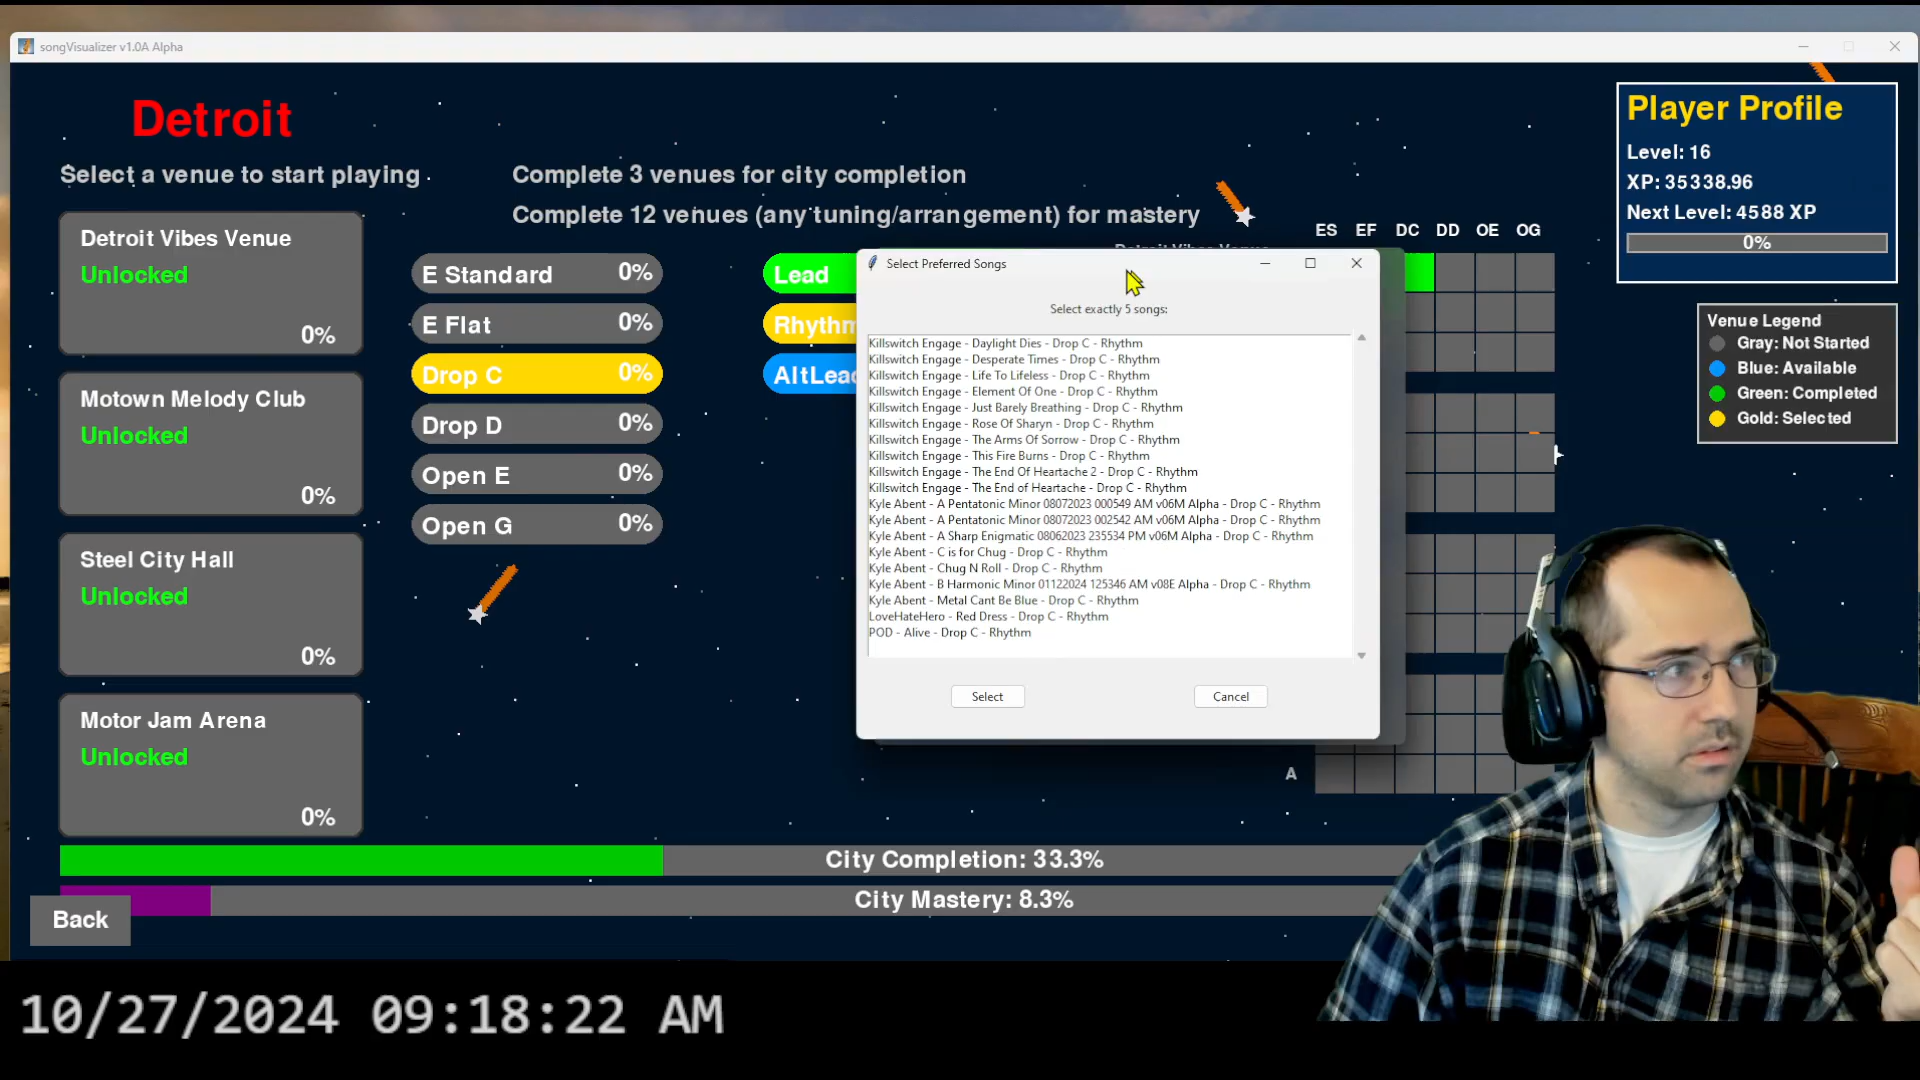 songVisualizer v1.0A Alpha
Detroit
Select a venue to start playing
Complete 3 venues for city completion
Complete 12 venues (any tuning/arrangement) for mastery
Player Profile
Level: 16
XP: 35338.96
Next Level: 4588 XP
0%
ES EF DC DD OE OG
Detroit Vibes Venue
Unlocked
0%
Motown Melody Club
Unlocked
0%
Steel City Hall
Unlocked
0%
Motor Jam Arena
Unlocked
0%
E Standard 0%
E Flat 0%
Drop C 0%
Drop D 0%
Open E 0%
Open G 0%
Lead
Rhythm
AltLead
Select Preferred Songs
Select exactly 5 songs:
Killswitch Engage - Daylight Dies - Drop C - Rhythm
Killswitch Engage - Desperate Times - Drop C - Rhythm
Killswitch Engage - Life To Lifeless - Drop C - Rhythm
Killswitch Engage - Element Of One - Drop C - Rhythm
Killswitch Engage - Just Barely Breathing - Drop C - Rhythm
Killswitch Engage - Rose Of Sharyn - Drop C - Rhythm
Killswitch Engage - The Arms Of Sorrow - Drop C - Rhythm
Killswitch Engage - This Fire Burns - Drop C - Rhythm
Killswitch Engage - The End Of Heartache 2 - Drop C - Rhythm
Killswitch Engage - The End of Heartache - Drop C - Rhythm
Kyle Abent - A Pentatonic Minor 08072023 000549 AM v06M Alpha - Drop C - Rhythm
Kyle Abent - A Pentatonic Minor 08072023 002542 AM v06M Alpha - Drop C - Rhythm
Kyle Abent - A Sharp Enigmatic 08062023 235534 PM v06M Alpha - Drop C - Rhythm
Kyle Abent - C is for Chug - Drop C - Rhythm
Kyle Abent - Chug N Roll - Drop C - Rhythm
Kyle Abent - B Harmonic Minor 01122024 125346 AM v08E Alpha - Drop C - Rhythm
Kyle Abent - Metal Cant Be Blue - Drop C - Rhythm
LoveHateHero - Red Dress - Drop C - Rhythm
POD - Alive - Drop C - Rhythm
Select
Cancel
A
Venue Legend
Gray: Not Started
Blue: Available
Green: Completed
Gold: Selected
City Completion: 33.3%
City Mastery: 8.3%
Back
10/27/2024 09:18:22 AM